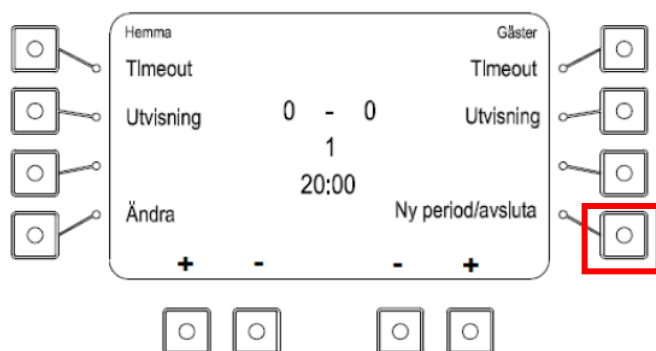 Hemma Gäster
TImeout TImeout
Utvisning 0 - 0 Utvisning
1
20:00
Ändra Ny period/avsluta
+ - - +